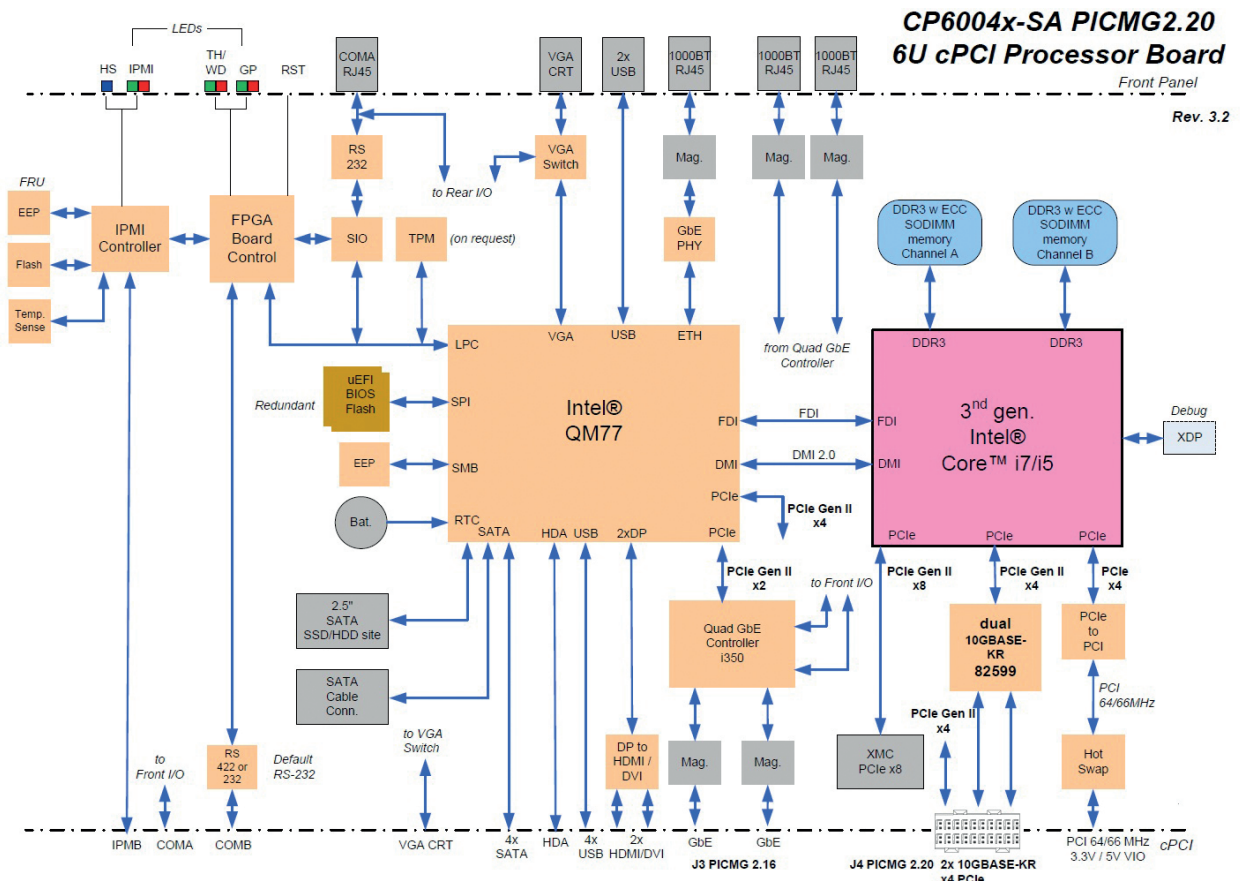 CP6004x-SA PICMG2.20
6U cPCI Processor Board
Front Panel
Rev. 3.2
LEDs
HS
IPMI
TH/
WD
GP
RST
COMA
RJ45
VGA
CRT
2x
USB
1000BT
RJ45
1000BT
RJ45
1000BT
RJ45
RS
232
to Rear I/O
VGA
Switch
Mag.
Mag.
Mag.
FRU
EEP
Flash
Temp.
Sense
IPMI
Controller
FPGA
Board
Control
SIO
TPM
(on request)
GbE
PHY
DDR3 w ECC
SODIMM
memory
Channel A
DDR3 w ECC
SODIMM
memory
Channel B
from Quad GbE
Controller
LPC
VGA
USB
ETH
DDR3
DDR3
Redundant
uEFI
BIOS
Flash
SPI
Intel®
QM77
FDI
FDI
FDI
3nd gen.
Intel®
Core™ i7/i5
Debug
XDP
EEP
SMB
DMI
DMI 2.0
DMI
Bat.
RTC
SATA
HDA
USB
2xDP
PCIe
PCIe
PCIe Gen II
x4
PCIe
PCIe
PCIe
PCIe Gen II
x2
to Front I/O
PCIe Gen II
x8
PCIe Gen II
x4
PCIe
x4
2.5"
SATA
SSD/HDD site
Quad GbE
Controller
i350
dual
10GBASE-
KR
82599
PCIe
to
PCI
SATA
Cable
Conn.
PCI
64/66MHz
PCIe Gen II
x4
to
Front I/O
RS
422 or
232
Default
RS-232
to VGA
Switch
DP to
HDMI /
DVI
Mag.
Mag.
XMC
PCIe x8
Hot
Swap
cPCI
IPMB
COMA
COMB
VGA CRT
4x
SATA
HDA
4x
USB
2x
HDMI/DVI
GbE
GbE
J3 PICMG 2.16
J4 PICMG 2.20 2x 10GBASE-KR
x4 PCIe
PCI 64/66 MHz
3.3V / 5V VIO